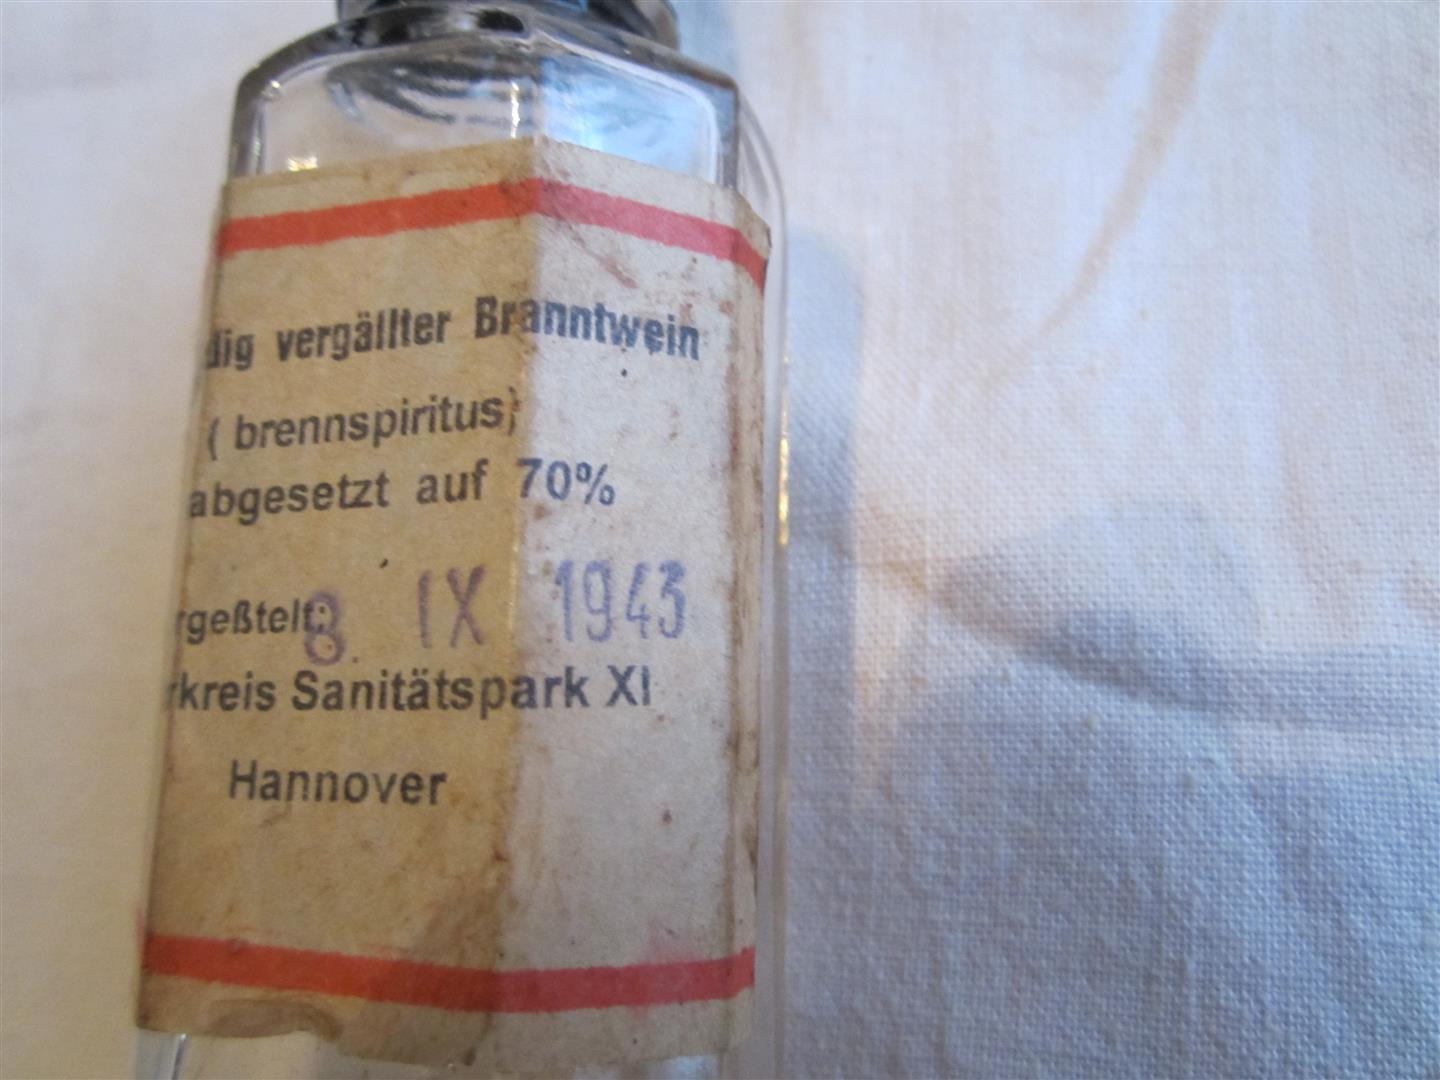 dig vergällter Branntwein
( brennspiritus)
abgesetzt auf 70%
rgeßtelt: 8. IX 1943
rkreis Sanitätspark XI
Hannover